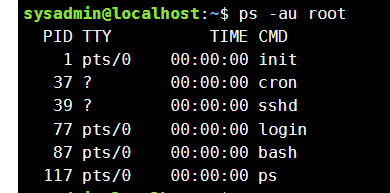 sysadmin@localhost:~$ ps -au root
PID TTY TIME CMD
1 pts/0 00:00:00 init
37 ? 00:00:00 cron
39 ? 00:00:00 sshd
77 pts/0 00:00:00 login
87 pts/0 00:00:00 bash
117 pts/0 00:00:00 ps